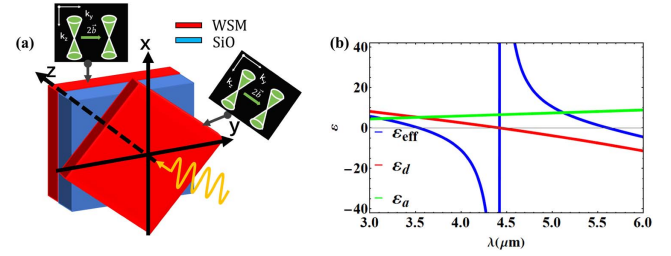 (a)
k_y
k_z
2b⃗
WSM
SiO
x
z
y
k_y
k_z
2b⃗
(b)
40
20
0
-20
-40
ε
ε_eff
ε_d
ε_a
3.0 3.5 4.0 4.5 5.0 5.5 6.0
λ(μm)